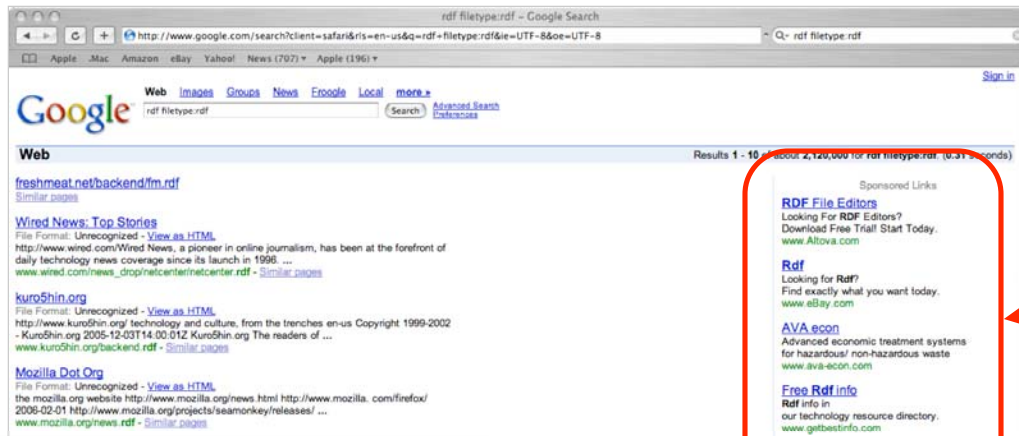 rdf filetype:rdf - Google Search
http://www.google.com/search?client=safari&rls=en-us&q=rdf+filetype:rdf&ie=UTF-8&oe=UTF-8
Q- rdf filetype:rdf
Apple .Mac Amazon eBay Yahoo! News (707) ▾ Apple (196) ▾
Sign in
Google
Web Images Groups News Froogle Local more »
rdf filetype:rdf
Search
Advanced Search
Preferences
Web
Results 1 - 10 of about 2,120,000 for rdf filetype:rdf. (0.31 seconds)
freshmeat.net/backend/fm.rdf
Similar pages
Wired News: Top Stories
File Format: Unrecognized - View as HTML
http://www.wired.com/Wired News, a pioneer in online journalism, has been at the forefront of
daily technology news coverage since its launch in 1996. ...
www.wired.com/news_drop/netcenter/netcenter.rdf - Similar pages
kuro5hin.org
File Format: Unrecognized - View as HTML
http://www.kuro5hin.org/ technology and culture, from the trenches en-us Copyright 1999-2002
- Kuro5hin.org 2005-12-03T14:00:01Z Kuro5hin.org The readers of ...
www.kuro5hin.org/backend.rdf - Similar pages
Mozilla Dot Org
File Format: Unrecognized - View as HTML
the mozilla.org website http://www.mozilla.org/news.html http://www.mozilla. com/firefox/
2006-02-01 http://www.mozilla.org/projects/seamonkey/releases/ ...
www.mozilla.org/news.rdf - Similar pages
Sponsored Links
RDF File Editors
Looking For RDF Editors?
Download Free Trial! Start Today.
www.Altova.com
Rdf
Looking for Rdf?
Find exactly what you want today.
www.eBay.com
AVA econ
Advanced economic treatment systems
for hazardous/ non-hazardous waste
www.ava-econ.com
Free Rdf info
Rdf info in
our technology resource directory.
www.getbestinfo.com